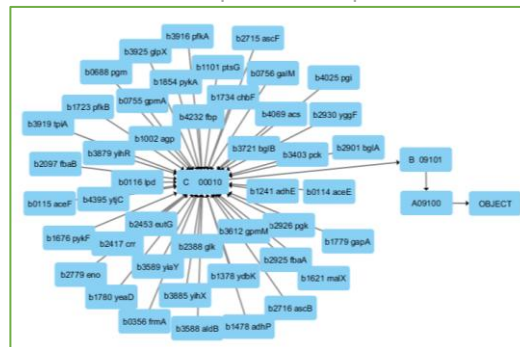 b3916 pfkA
b2715 ascF
b3925 glpX
b1101 ptsG
b0688 pgm
b1854 pykA
b0756 galM
b4025 pgi
b0755 gpmA
b1734 chbF
b1723 pfkB
b4232 fbp
b4069 acs
b2930 yggF
b3919 tpiA
b1002 agp
b3721 bglB
b2901 bglA
b3879 yihR
b3403 pck
B 09101
b2097 fbaB
b0116 lpd
C 00010
b1241 adhE
b0114 aceE
b0115 aceF
b4395 ytjC
A09100
OBJECT
b2453 eutG
b3612 gpmM
b2926 pgk
b1676 pykF
b2417 crr
b2388 glk
b1779 gapA
b2779 eno
b3589 yiaY
b2925 fbaA
b1378 ydbK
b1621 malX
b1780 yeaD
b3885 yihX
b2716 ascB
b0356 frmA
b3588 aldB
b1478 adhP